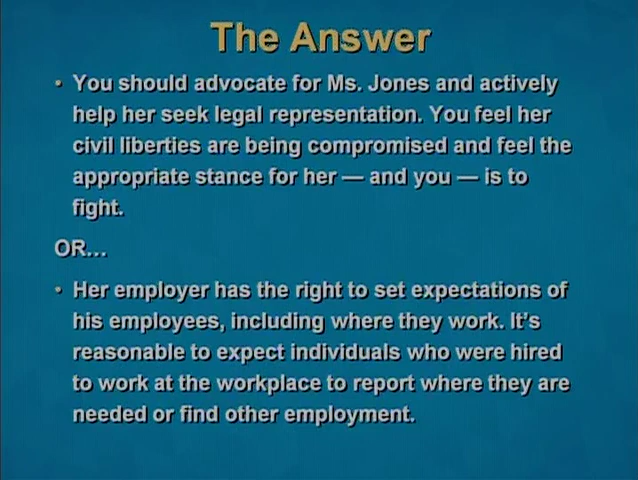 The Answer
• You should advocate for Ms. Jones and actively
help her seek legal representation. You feel her
civil liberties are being compromised and feel the
appropriate stance for her — and you — is to
fight.
OR...
• Her employer has the right to set expectations of
his employees, including where they work. It's
reasonable to expect individuals who were hired
to work at the workplace to report where they are
needed or find other employment.